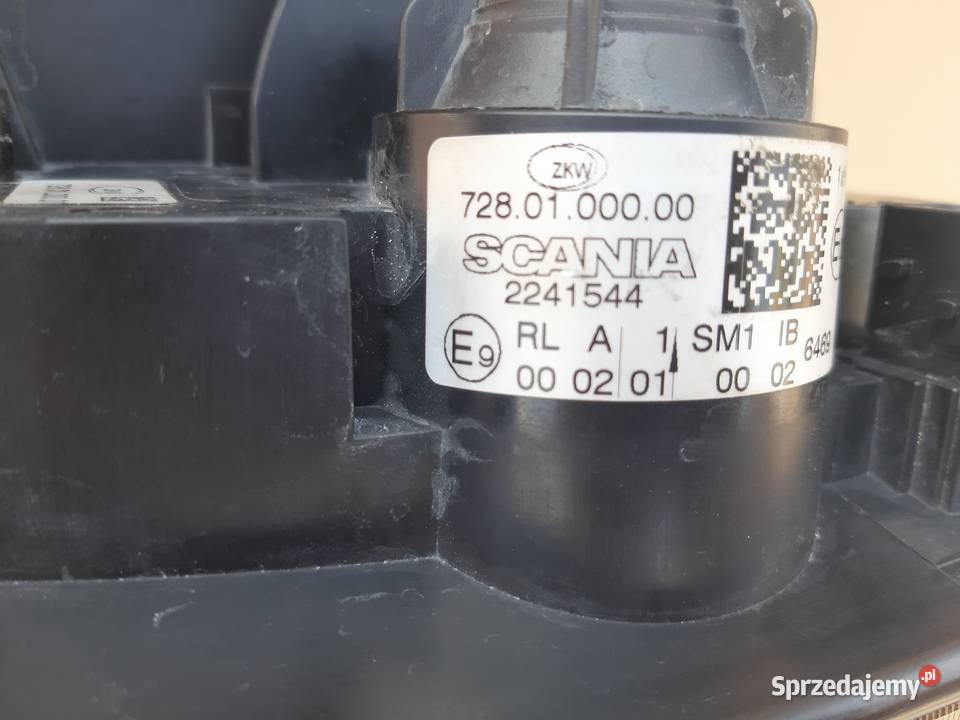 ZKW
728.01.000.00
SCANIA
2241544
E9 RL A 1 SM1 IB 6469
00 02 01 00 02
Sprzedajemy.pl